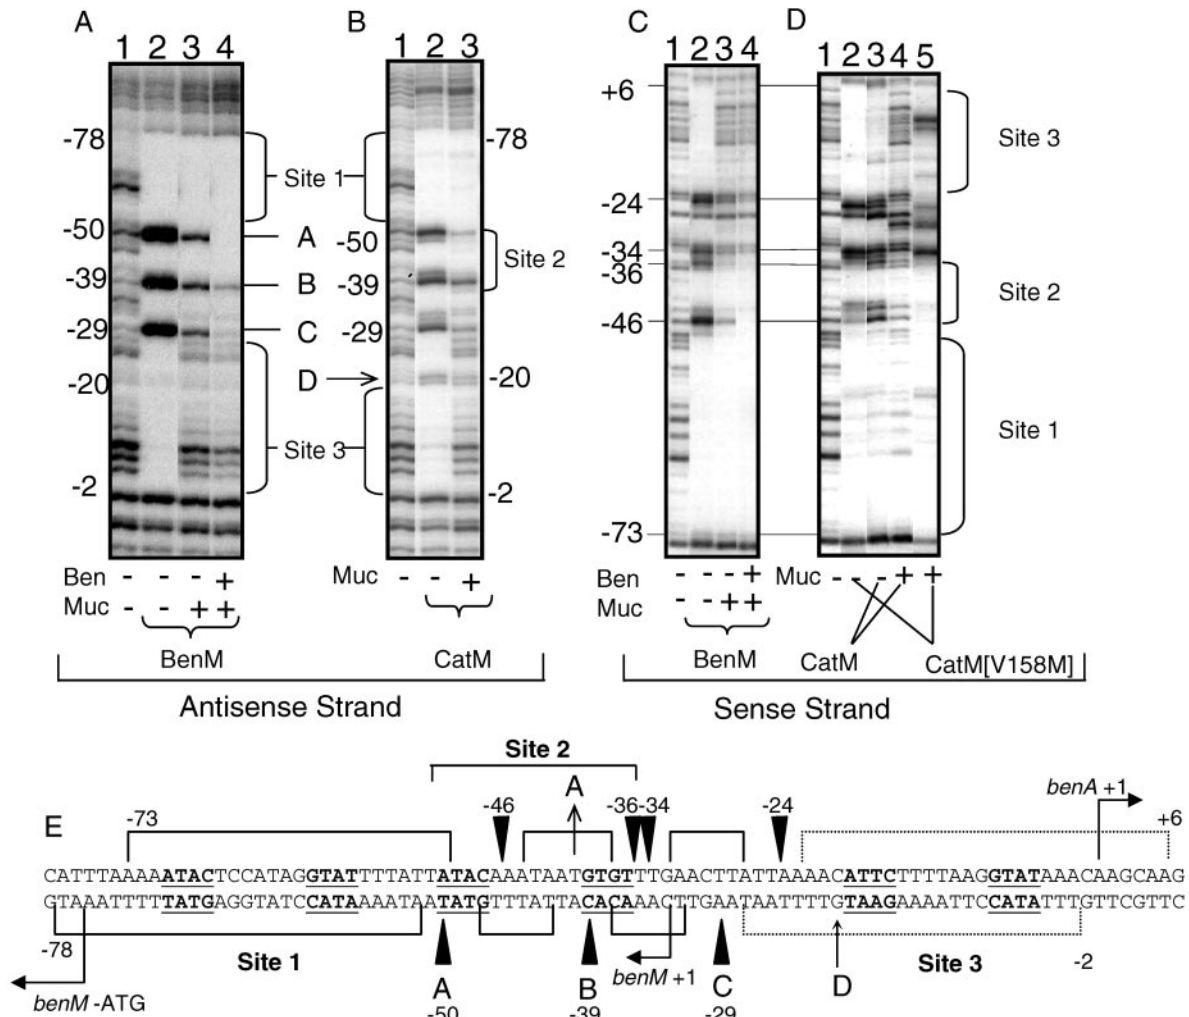 A B C D
1 2 3 4
1 2 3
1 2 3 4
1 2 3 4 5
-78
-50
-39
-29
-20
-2
Site 1
A
B
C
D
Site 3
-78
-50
-39
-29
-20
-2
Site 2
+6
-24
-34
-36
-46
-73
Site 3
Site 2
Site 1
Ben - - - +
Muc - - + +
BenM
Muc - - +
CatM
Antisense Strand
Ben - - - +
Muc - - + +
BenM
Muc - - - + +
CatM
CatM[V158M]
Sense Strand
Site 2
E
-73
-46
A
-36 -34
-24
benA +1
+6
CATTTAAAAATACTCCATAGGTATTTTATTATACAAATAATGTGTTTGAACTTATTAAAACATTCTTTTAAGGTATAAACAAGCAAG
GTAAATTTTTATGAGGTATCCATAAAATAATATGTTTATTACACAAACTTGAATAATTTTGTAAGAAAATTCCATATTTGTTCGTTC
-78
Site 1
benM -ATG
A
-50
B
-39
benM +1
C
-29
D
Site 3
-2